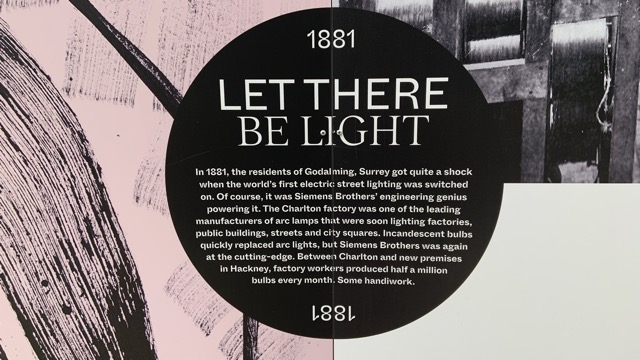 1881
LET THERE
BE LIGHT
In 1881, the residents of Godalming, Surrey got quite a shock
when the world's first electric street lighting was switched
on. Of course, it was Siemens Brothers' engineering genius
powering it. The Charlton factory was one of the leading
manufacturers of arc lamps that were soon lighting factories,
public buildings, streets and city squares. Incandescent bulbs
quickly replaced arc lights, but Siemens Brothers was again
at the cutting-edge. Between Charlton and new premises
in Hackney, factory workers produced half a million
bulbs every month. Some handiwork.
1881